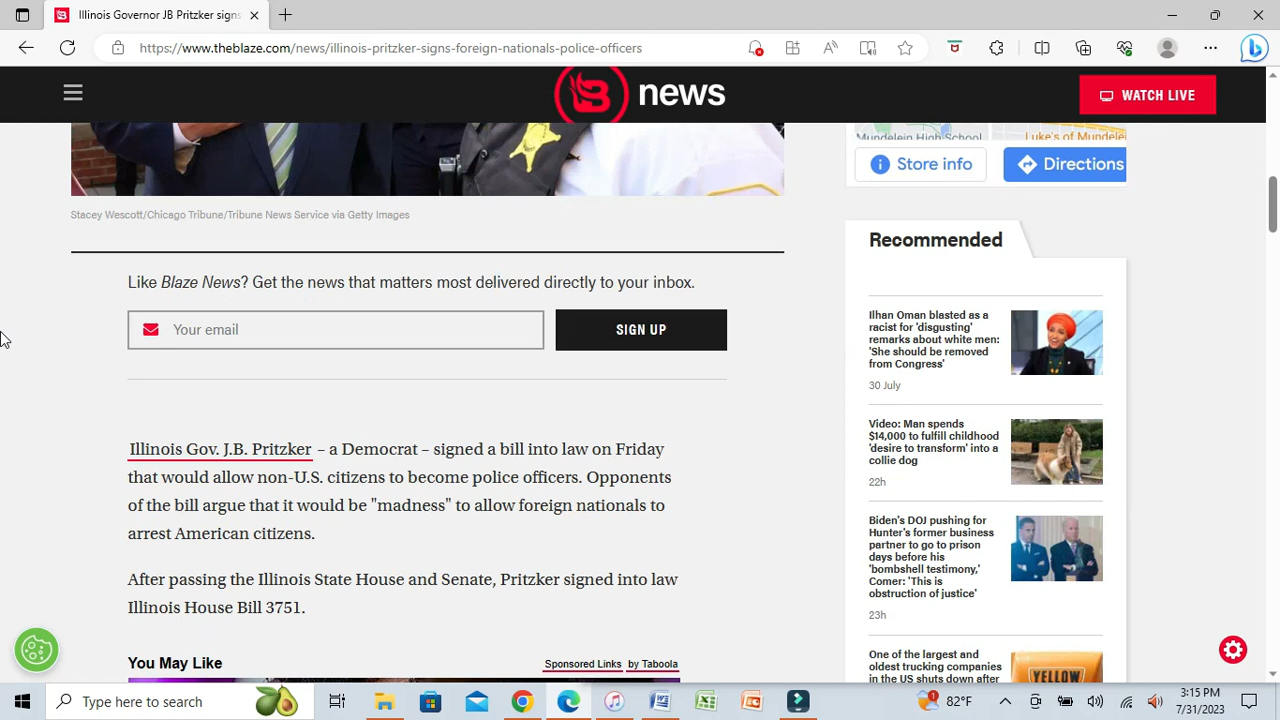 Illinois Governor JB Pritzker signs
https://www.theblaze.com/news/illinois-pritzker-signs-foreign-nationals-police-officers
news
WATCH LIVE
Mundelein High School
Luke's of Mundelei
Store info
Directions
Stacey Wescott/Chicago Tribune/Tribune News Service via Getty Images
Like Blaze News? Get the news that matters most delivered directly to your inbox.
Your email
SIGN UP
Illinois Gov. J.B. Pritzker – a Democrat – signed a bill into law on Friday
that would allow non-U.S. citizens to become police officers. Opponents
of the bill argue that it would be "madness" to allow foreign nationals to
arrest American citizens.
After passing the Illinois State House and Senate, Pritzker signed into law
Illinois House Bill 3751.
You May Like
Sponsored Links by Taboola
Recommended
Ilhan Oman blasted as a
racist for 'disgusting'
remarks about white men:
'She should be removed
from Congress'
30 July
Video: Man spends
$14,000 to fulfill childhood
'desire to transform' into a
collie dog
22h
Biden's DOJ pushing for
Hunter's former business
partner to go to prison
days before his
'bombshell testimony,'
Comer: 'This is
obstruction of justice'
23h
One of the largest and
oldest trucking companies
in the US shuts down after
YELLOW
Type here to search
82°F
3:15 PM
7/31/2023